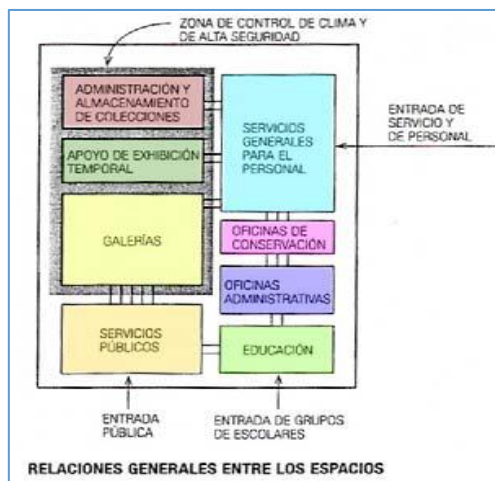 ZONA DE CONTROL DE CLIMA Y
DE ALTA SEGURIDAD
ADMINISTRACIÓN Y
ALMACENAMIENTO
DE COLECCIONES
SERVICIOS
GENERALES
PARA EL
PERSONAL
ENTRADA DE
SERVICIO Y
DE PERSONAL
APOYO DE EXHIBICIÓN
TEMPORAL
GALERÍAS
OFICINAS DE
CONSERVACIÓN
OFICINAS
ADMINISTRATIVAS
SERVICIOS
PÚBLICOS
EDUCACIÓN
ENTRADA
PÚBLICA
ENTRADA DE GRUPOS
DE ESCOLARES
RELACIONES GENERALES ENTRE LOS ESPACIOS